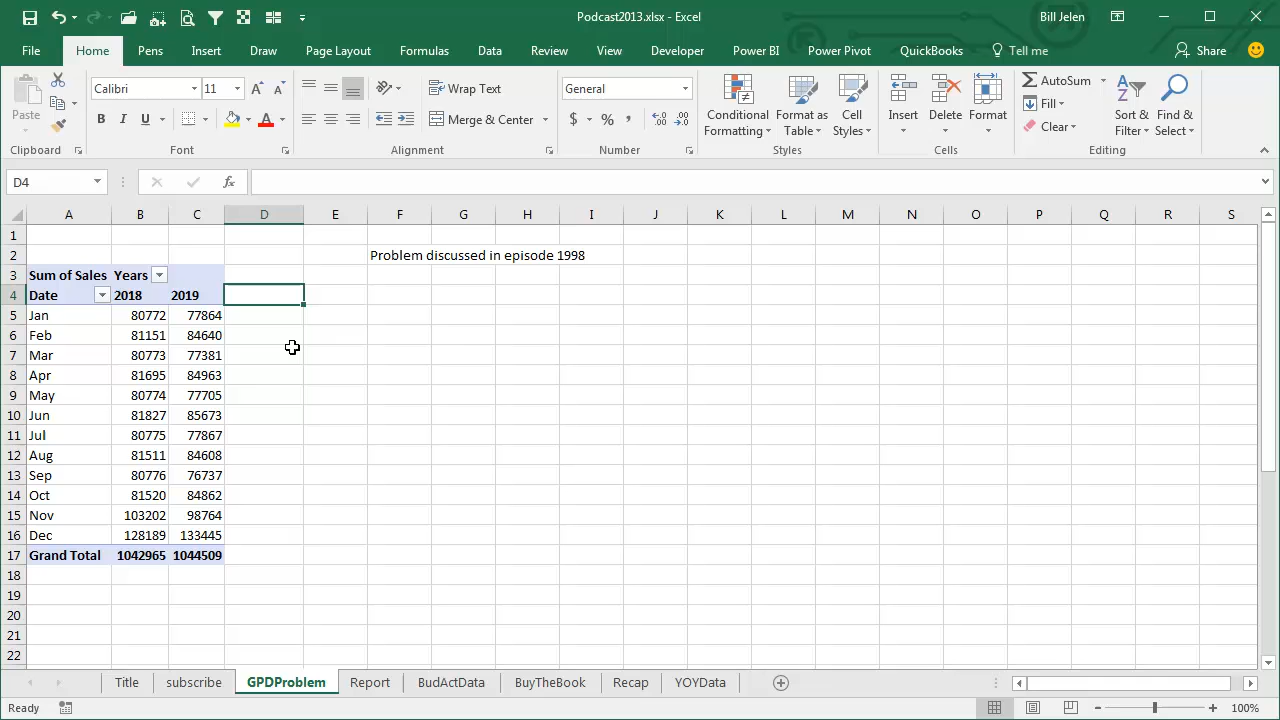 Podcast2013.xlsx - Excel
Bill Jelen
File Home Pens Insert Draw Page Layout Formulas Data Review View Developer Power BI Power Pivot QuickBooks Tell me Share
Paste
Clipboard
Calibri 11
B I U A
Font
Wrap Text
Merge & Center
Alignment
General
$ % ,
Number
Conditional Formatting
Format as Table
Cell Styles
Styles
Insert Delete Format
Cells
AutoSum
Fill
Clear
Sort & Filter
Find & Select
Editing
D4 fx
A B C D E F G H I J K L M N O P Q R S
1
2 Problem discussed in episode 1998
3 Sum of Sales Years
4 Date 2018 2019
5 Jan 80772 77864
6 Feb 81151 84640
7 Mar 80773 77381
8 Apr 81695 84963
9 May 80774 77705
10 Jun 81827 85673
11 Jul 80775 77867
12 Aug 81511 84608
13 Sep 80776 76737
14 Oct 81520 84862
15 Nov 103202 98764
16 Dec 128189 133445
17 Grand Total 1042965 1044509
18
19
20
21
22
Title subscribe GPDProblem Report BudActData BuyTheBook Recap YOYData
Ready 100%